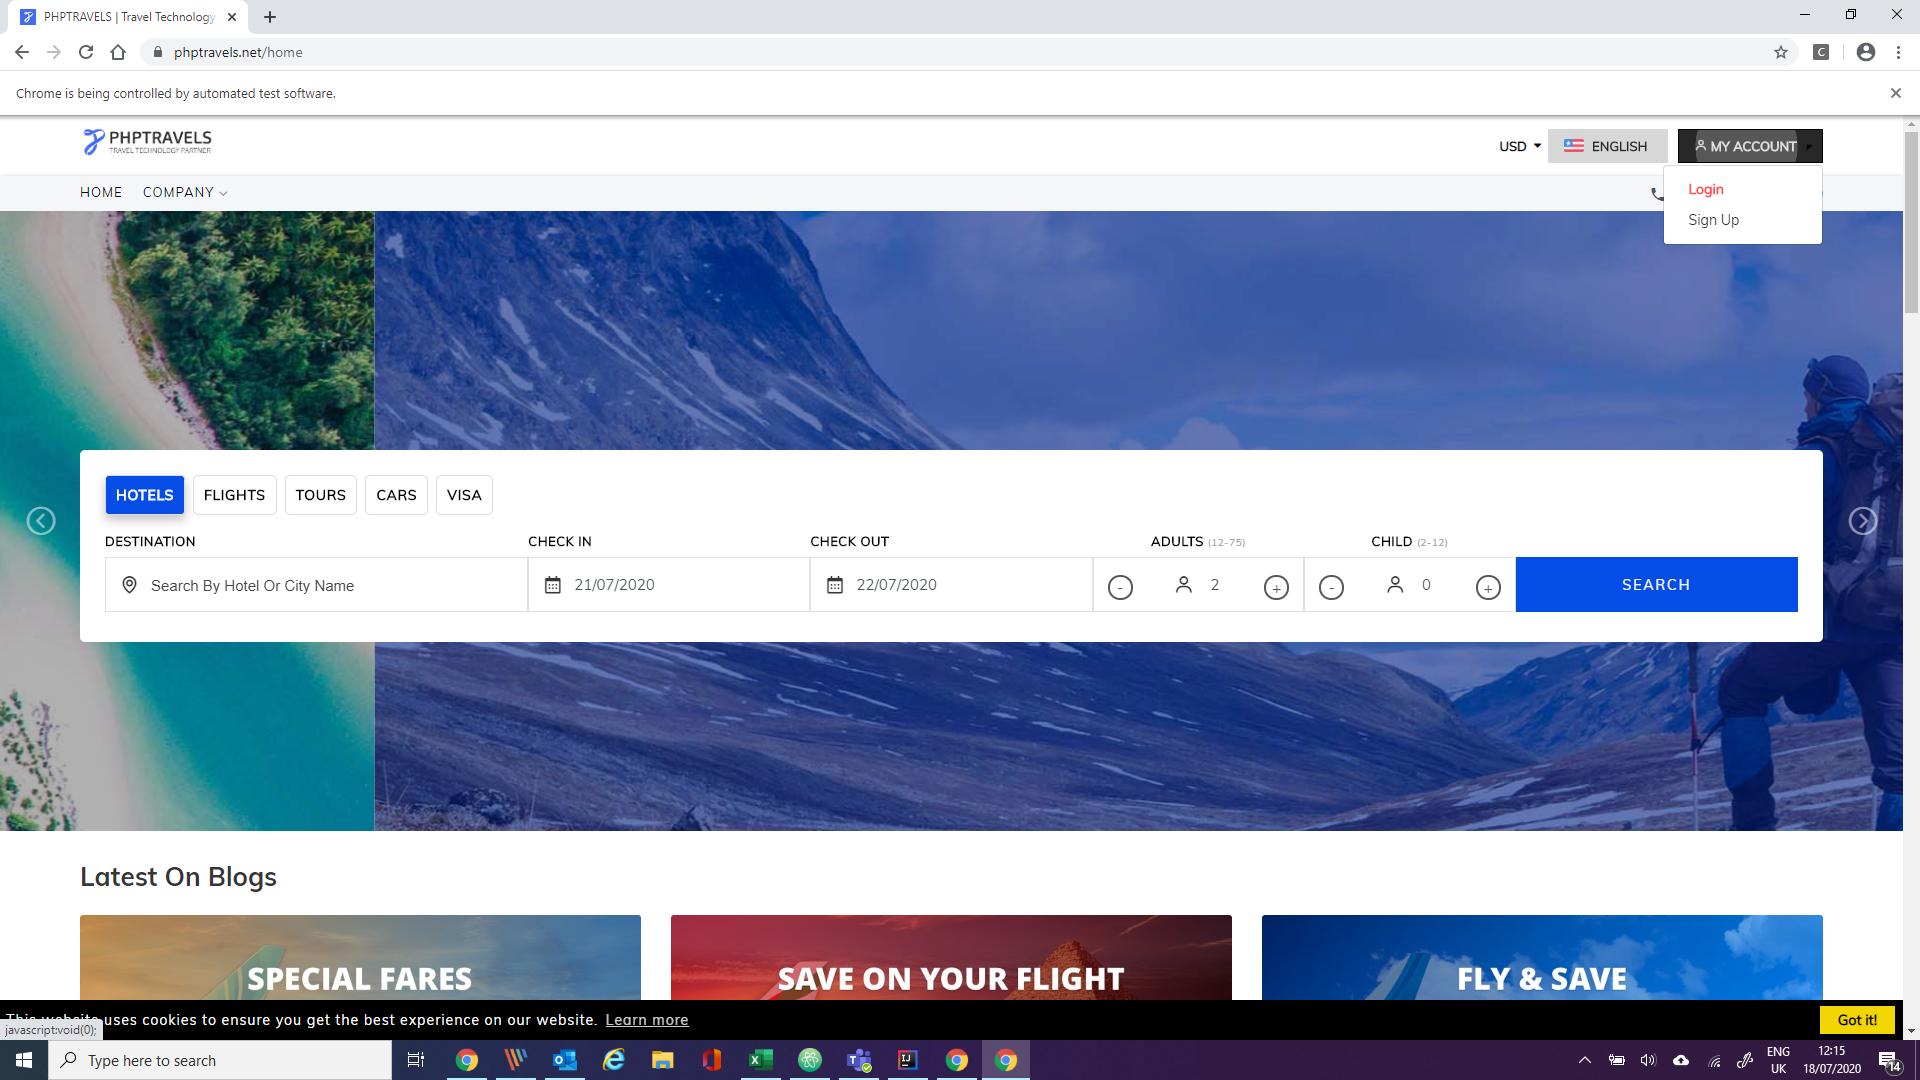 PHPTRAVELS | Travel Technology
phptravels.net/home
Chrome is being controlled by automated test software.
PHPTRAVELS
TRAVEL TECHNOLOGY PARTNER
USD
ENGLISH
MY ACCOUNT
HOME
COMPANY
Login
Sign Up
HOTELS
FLIGHTS
TOURS
CARS
VISA
DESTINATION
CHECK IN
CHECK OUT
ADULTS (12-75)
CHILD (2-12)
Search By Hotel Or City Name
21/07/2020
22/07/2020
- 2 +
- 0 +
SEARCH
Latest On Blogs
SPECIAL FARES
SAVE ON YOUR FLIGHT
FLY & SAVE
uses cookies to ensure you get the best experience on our website. Learn more
Got it!
javascript:void(0);
Type here to search
ENG
UK
12:15
18/07/2020
14